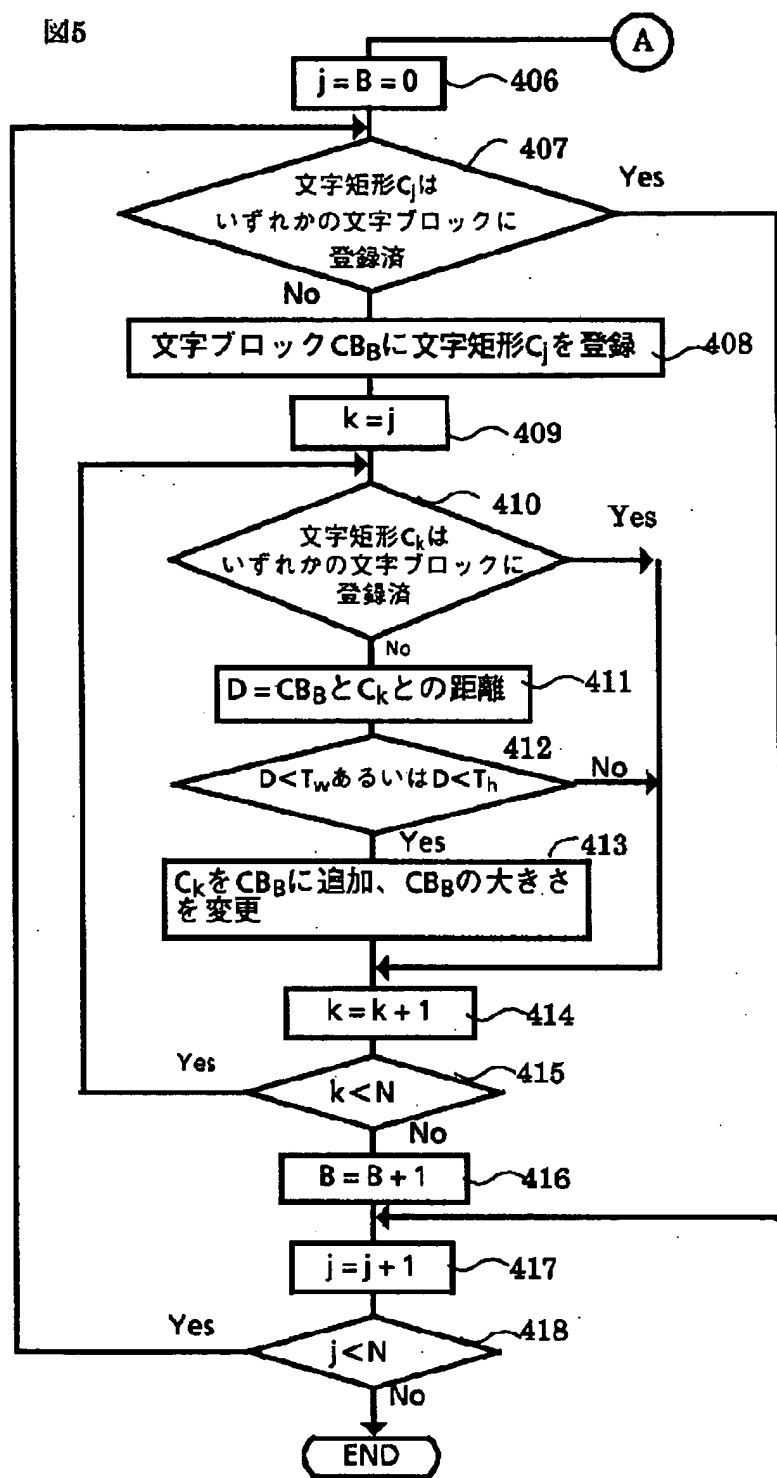 図5
A
j=B=0
406
407
文字矩形Cjは
いずれかの文字ブロックに
登録済
Yes
No
文字ブロックCBBに文字矩形Cjを登録
408
k=j
409
410
文字矩形Ckは
いずれかの文字ブロックに
登録済
Yes
No
D=CBBとCkとの距離
411
412
D<TwあるいはD<Th
No
Yes
413
CkをCBBに追加、CBBの大きさ
を変更
k=k+1
414
Yes
415
k<N
No
B=B+1
416
j=j+1
417
Yes
418
j<N
No
END